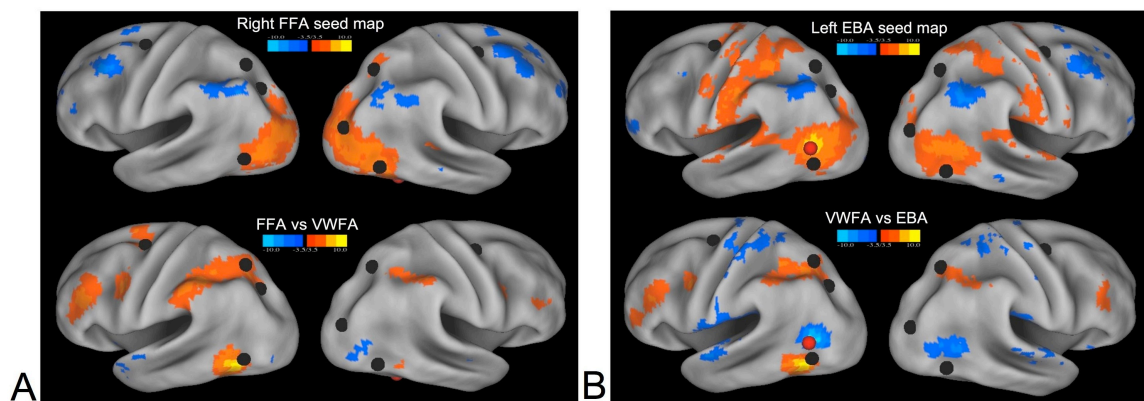 Right FFA seed map
-10.0 -3.5/3.5 10.0
Left EBA seed map
-10.0 -3.5/3.5 10.0
FFA vs VWFA
-10.0 -3.5/3.5 10.0
VWFA vs EBA
-10.0 -3.5/3.5 10.0
A
B